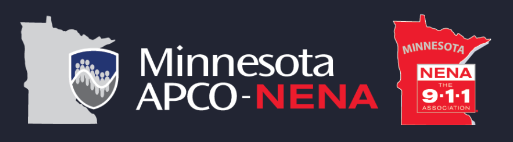 Minnesota
APCO-NENA
MINNESOTA
NENA
THE
9-1-1
ASSOCIATION